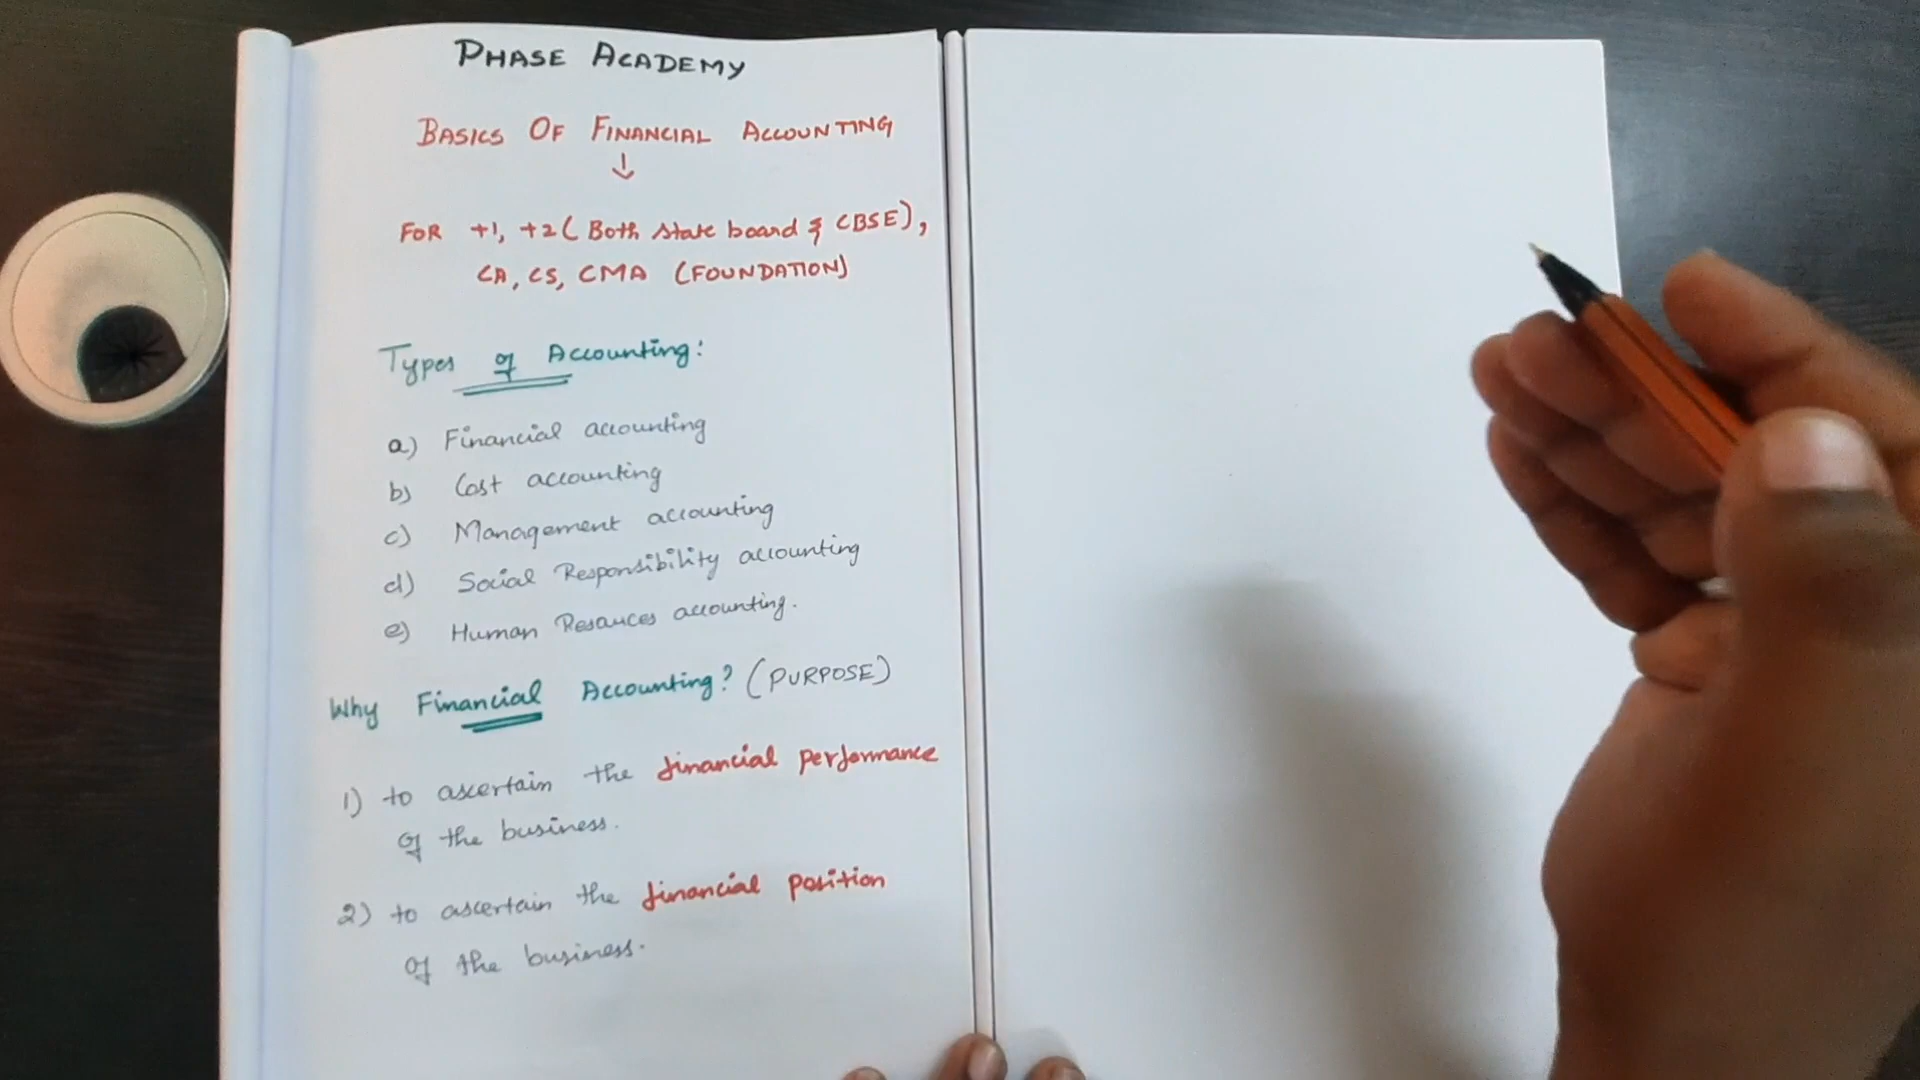 PHASE ACADEMY
BASICS OF FINANCIAL ACCOUNTING
↓
FOR +1, +2 (Both state board & CBSE),
CA, CS, CMA (FOUNDATION)
Types of Accounting:
a) Financial accounting
b) Cost accounting
c) Management accounting
d) Social Responsibility accounting
e) Human Resources accounting.
Why Financial Accounting? (PURPOSE)
1) to ascertain the financial performance
of the business.
2) to ascertain the financial position
of the business.